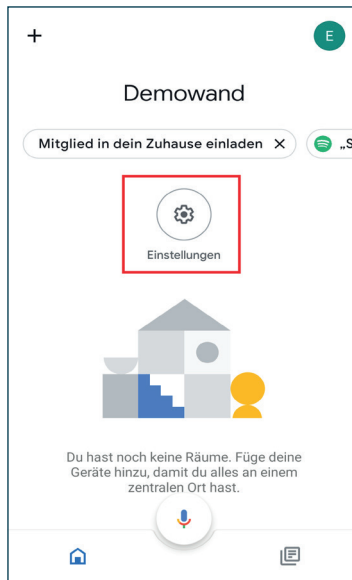 +
E
Demowand
Mitglied in dein Zuhause einladen ×
„S
Einstellungen
Du hast noch keine Räume. Füge deine
Geräte hinzu, damit du alles an einem
zentralen Ort hast.